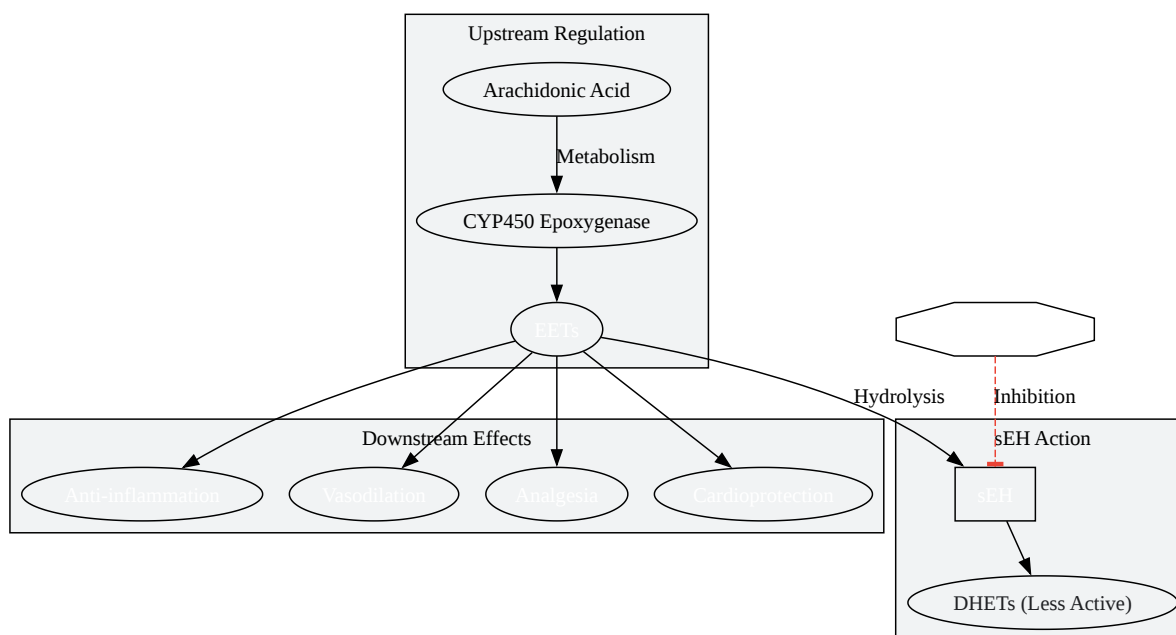 Upstream Regulation
Arachidonic Acid
Metabolism
CYP450 Epoxygenase
EETs
Hydrolysis
Inhibition
Downstream Effects
sEH Action
Anti-inflammation
Vasodilation
Analgesia
Cardioprotection
sEH
DHETs (Less Active)